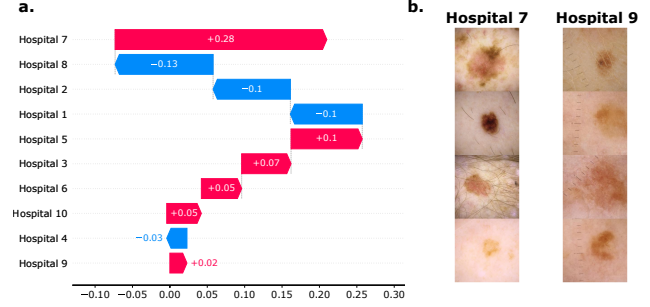 a.
Hospital 7
+0.28
Hospital 8
−0.13
Hospital 2
−0.1
Hospital 1
−0.1
Hospital 5
+0.1
Hospital 3
+0.07
Hospital 6
+0.05
Hospital 10
+0.05
Hospital 4
−0.03
Hospital 9
+0.02
−0.10 −0.05 0.00 0.05 0.10 0.15 0.20 0.25 0.30
b.
Hospital 7 Hospital 9